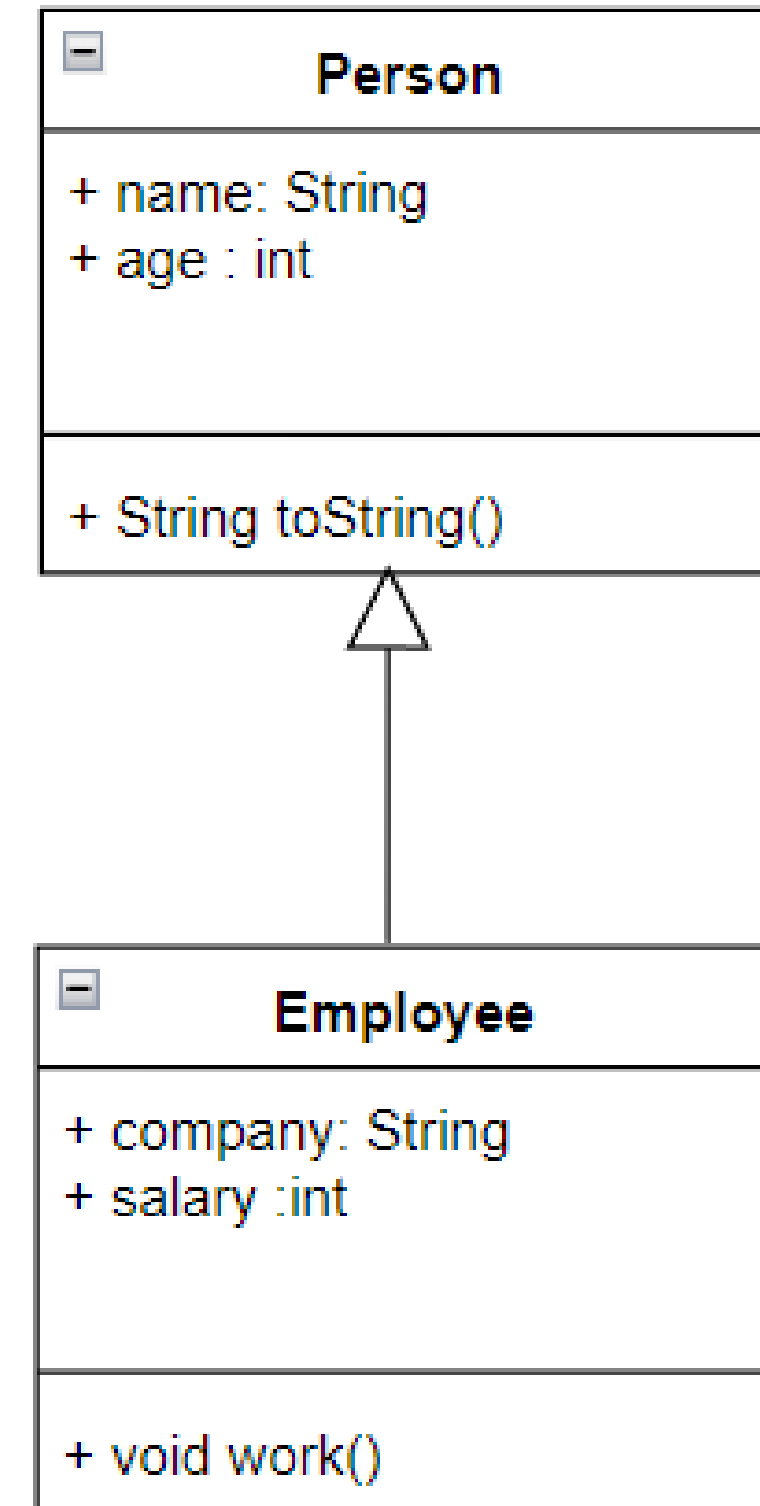 Person
+ name: String
+ age : int
+ String toString()
Employee
+ company: String
+ salary :int
+ void work()